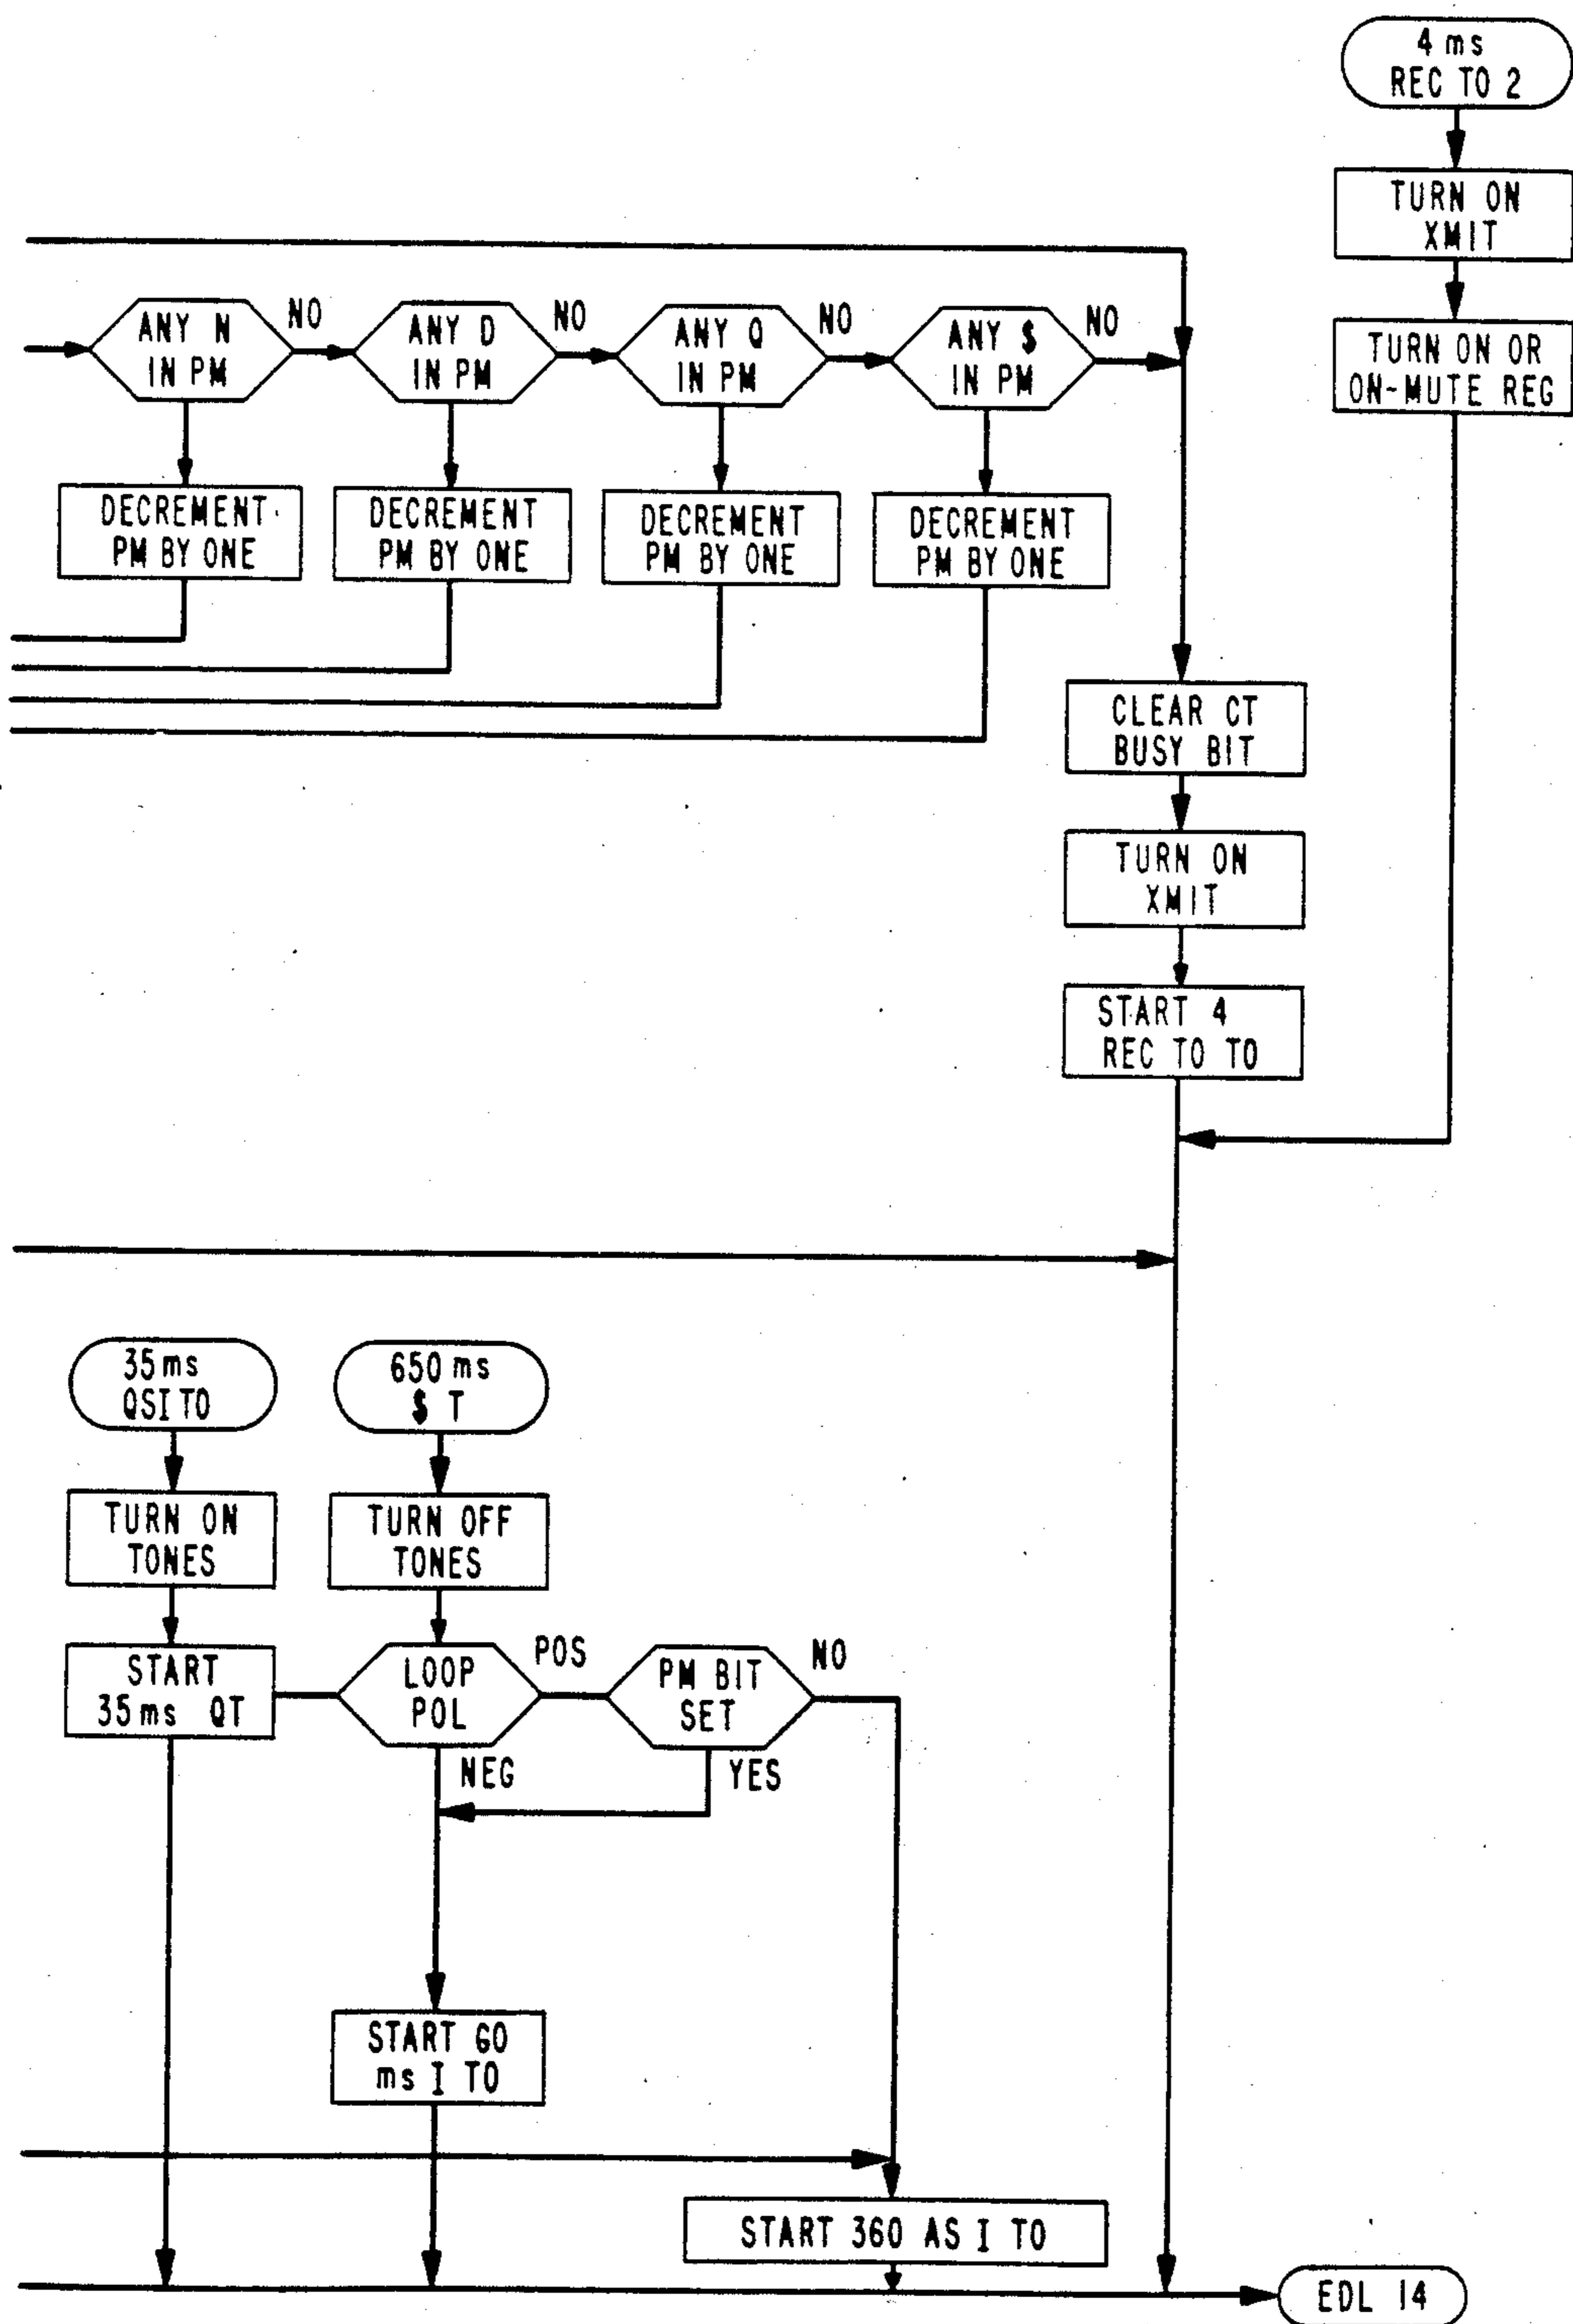 4 ms
REC TO 2
TURN ON
XMIT
TURN ON OR
ON-MUTE REG
ANY N
IN PM
NO
ANY D
IN PM
NO
ANY Q
IN PM
NO
ANY $
IN PM
NO
DECREMENT
PM BY ONE
DECREMENT
PM BY ONE
DECREMENT
PM BY ONE
DECREMENT
PM BY ONE
CLEAR CT
BUSY BIT
TURN ON
XMIT
START 4
REC TO TO
35 ms
QSI TO
650 ms
$ T
TURN ON
TONES
TURN OFF
TONES
START
35 ms QT
LOOP
POL
POS
NEG
PM BIT
SET
NO
YES
START 60
ms I TO
START 360 AS I TO
EDL 14